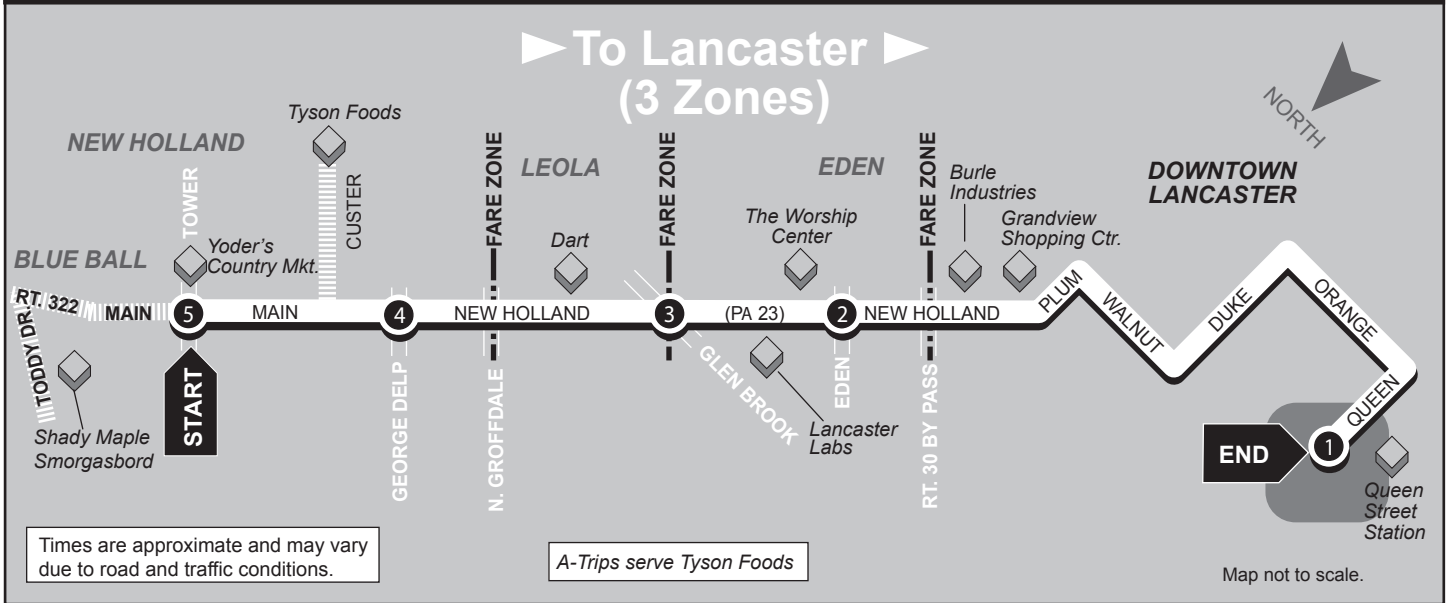 To Lancaster
(3 Zones)
NORTH
NEW HOLLAND
Tyson Foods
TOWER
CUSTER
BLUE BALL
Yoder's
Country Mkt.
RT. 322
MAIN
TODDY DR.
Shady Maple
Smorgasbord
5
START
MAIN
4
GEORGE DELP
FARE ZONE
LEOLA
Dart
NEW HOLLAND
N. GROFFDALE
FARE ZONE
3
GLEN BROOK
EDEN
The Worship
Center
(PA 23)
Lancaster
Labs
2
EDEN
FARE ZONE
NEW HOLLAND
RT. 30 BY PASS
Burle
Industries
Grandview
Shopping Ctr.
DOWNTOWN
LANCASTER
PLUM
WALNUT
DUKE
ORANGE
QUEEN
1
END
Queen
Street
Station
Times are approximate and may vary
due to road and traffic conditions.
A-Trips serve Tyson Foods
Map not to scale.